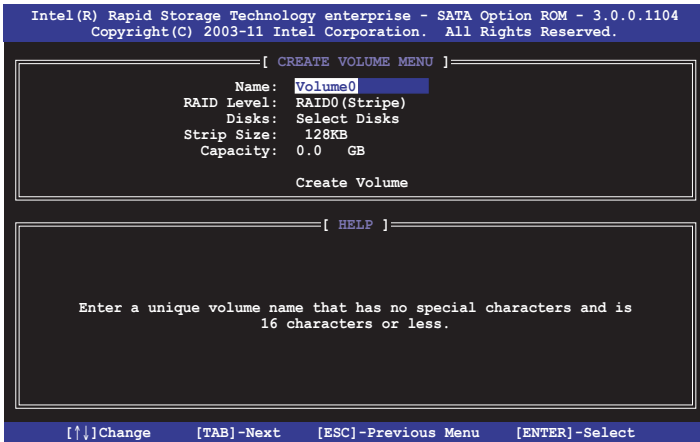 Intel(R) Rapid Storage Technology enterprise - SATA Option ROM - 3.0.0.1104
Copyright(C) 2003-11 Intel Corporation. All Rights Reserved.
[ CREATE VOLUME MENU ]
Name: Volume0
RAID Level: RAID0(Stripe)
Disks: Select Disks
Strip Size: 128KB
Capacity: 0.0 GB
Create Volume
[ HELP ]
Enter a unique volume name that has no special characters and is
16 characters or less.
[↑↓]Change [TAB]-Next [ESC]-Previous Menu [ENTER]-Select